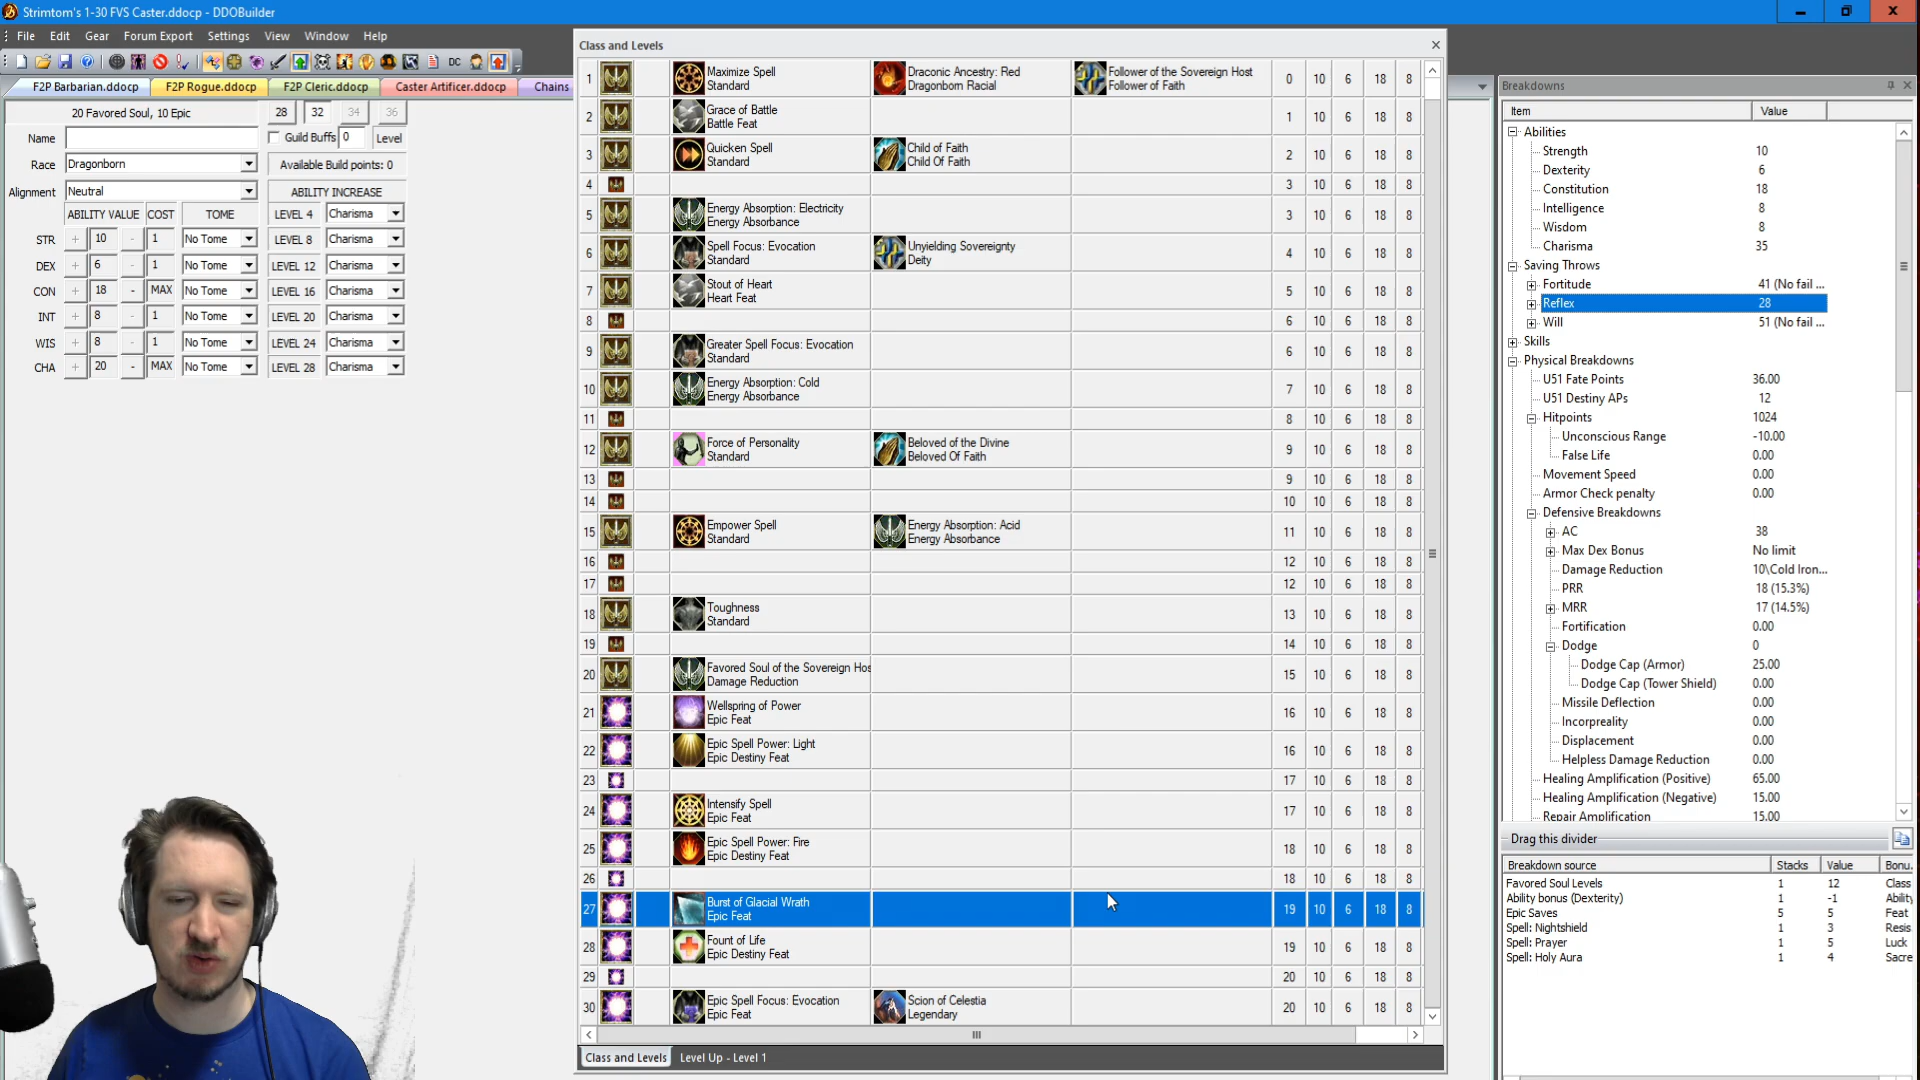 Strimtom's 1-30 FVS Caster.ddocp - DDOBuilder
File Edit Gear Forum Export Settings View Window Help
DC
F2P Barbarian.ddocp F2P Rogue.ddocp F2P Cleric.ddocp Caster Artificer.ddocp Chains
20 Favored Soul, 10 Epic 28 32 34 36
Name Guild Buffs 0 Level
Race Dragonborn Available Build points: 0
Alignment Neutral ABILITY INCREASE
ABILITY VALUE COST TOME LEVEL 4 Charisma
STR + 10 - 1 No Tome LEVEL 8 Charisma
DEX + 6 - 1 No Tome LEVEL 12 Charisma
CON + 18 - MAX No Tome LEVEL 16 Charisma
INT + 8 - 1 No Tome LEVEL 20 Charisma
WIS + 8 - 1 No Tome LEVEL 24 Charisma
CHA + 20 - MAX No Tome LEVEL 28 Charisma
Class and Levels
1 Maximize Spell Draconic Ancestry: Red Follower of the Sovereign Host 0 10 6 18 8
Standard Dragonborn Racial Follower of Faith
2 Grace of Battle 1 10 6 18 8
Battle Feat
3 Quicken Spell Child of Faith 2 10 6 18 8
Standard Child Of Faith
4 3 10 6 18 8
5 Energy Absorption: Electricity 3 10 6 18 8
Energy Absorbance
6 Spell Focus: Evocation Unyielding Sovereignty 4 10 6 18 8
Standard Deity
7 Stout of Heart 5 10 6 18 8
Heart Feat
8 6 10 6 18 8
9 Greater Spell Focus: Evocation 6 10 6 18 8
Standard
10 Energy Absorption: Cold 7 10 6 18 8
Energy Absorbance
11 8 10 6 18 8
12 Force of Personality Beloved of the Divine 9 10 6 18 8
Standard Beloved Of Faith
13 9 10 6 18 8
14 10 10 6 18 8
15 Empower Spell Energy Absorption: Acid 11 10 6 18 8
Standard Energy Absorbance
16 12 10 6 18 8
17 12 10 6 18 8
18 Toughness 13 10 6 18 8
Standard
19 14 10 6 18 8
20 Favored Soul of the Sovereign Hos 15 10 6 18 8
Damage Reduction
21 Wellspring of Power 16 10 6 18 8
Epic Feat
22 Epic Spell Power: Light 16 10 6 18 8
Epic Destiny Feat
23 17 10 6 18 8
24 Intensify Spell 17 10 6 18 8
Epic Feat
25 Epic Spell Power: Fire 18 10 6 18 8
Epic Destiny Feat
26 18 10 6 18 8
27 Burst of Glacial Wrath 19 10 6 18 8
Epic Feat
28 Fount of Life 19 10 6 18 8
Epic Destiny Feat
29 20 10 6 18 8
30 Epic Spell Focus: Evocation Scion of Celestia 20 10 6 18 8
Epic Feat Legendary
Class and Levels Level Up - Level 1
Breakdowns
Item Value
Abilities
Strength 10
Dexterity 6
Constitution 18
Intelligence 8
Wisdom 8
Charisma 35
Saving Throws
Fortitude 41 (No fail ...
Reflex 28
Will 51 (No fail ...
Skills
Physical Breakdowns
U51 Fate Points 36.00
U51 Destiny APs 12
Hitpoints 1024
Unconscious Range -10.00
False Life 0.00
Movement Speed 0.00
Armor Check penalty 0.00
Defensive Breakdowns
AC 38
Max Dex Bonus No limit
Damage Reduction 10\Cold Iron...
PRR 18 (15.3%)
MRR 17 (14.5%)
Fortification 0.00
Dodge 0
Dodge Cap (Armor) 25.00
Dodge Cap (Tower Shield) 0.00
Missile Deflection 0.00
Incorpreality 0.00
Displacement 0.00
Helpless Damage Reduction 0.00
Healing Amplification (Positive) 65.00
Healing Amplification (Negative) 15.00
Repair Amplification 15.00
Drag this divider
Breakdown source Stacks Value Bonu
Favored Soul Levels 1 12 Class
Ability bonus (Dexterity) 1 -1 Ability
Epic Saves 5 5 Feat
Spell: Nightshield 1 3 Resis
Spell: Prayer 1 5 Luck
Spell: Holy Aura 1 4 Sacre